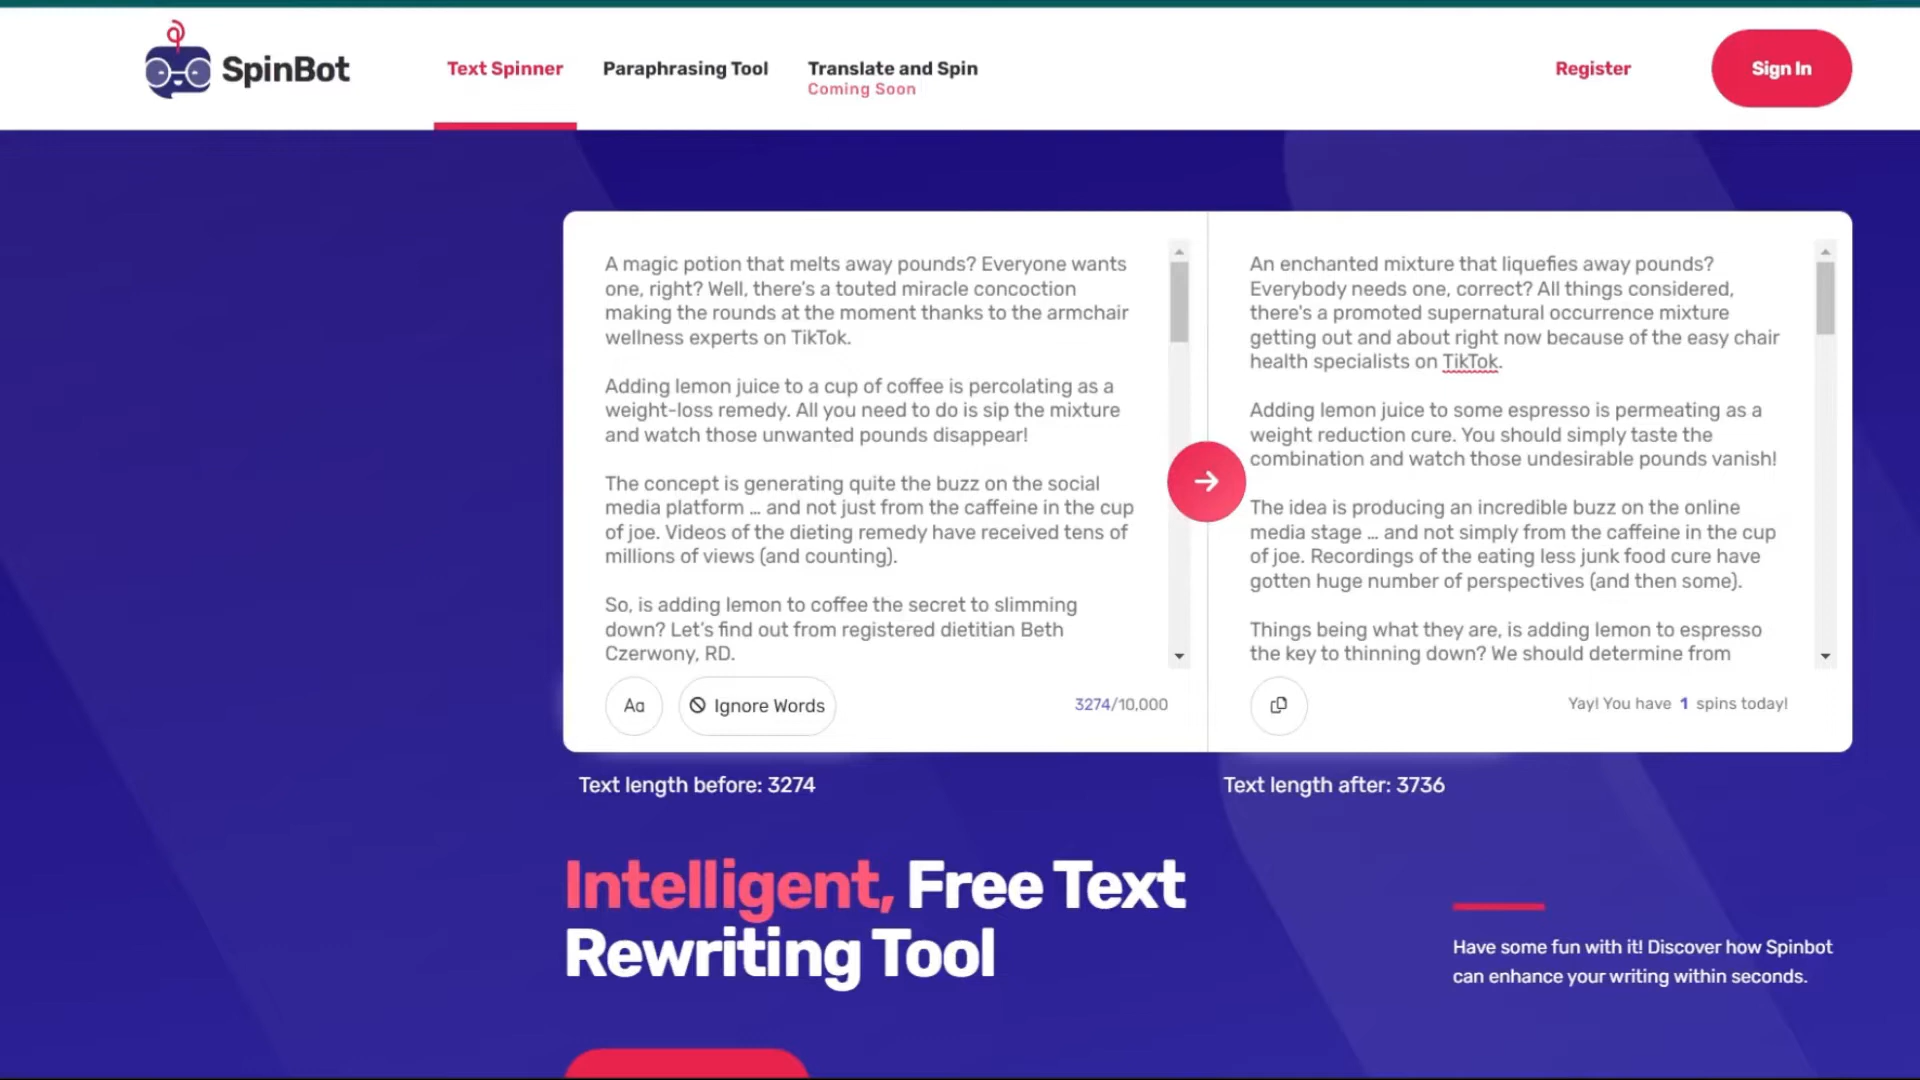 SpinBot
Text Spinner
Paraphrasing Tool
Translate and Spin
Coming Soon
Register
Sign In
A magic potion that melts away pounds? Everyone wants
one, right? Well, there's a touted miracle concoction
making the rounds at the moment thanks to the armchair
wellness experts on TikTok.
Adding lemon juice to a cup of coffee is percolating as a
weight-loss remedy. All you need to do is sip the mixture
and watch those unwanted pounds disappear!
The concept is generating quite the buzz on the social
media platform … and not just from the caffeine in the cup
of joe. Videos of the dieting remedy have received tens of
millions of views (and counting).
So, is adding lemon to coffee the secret to slimming
down? Let's find out from registered dietitian Beth
Czerwony, RD.
Aa
Ignore Words
3274/10,000
An enchanted mixture that liquefies away pounds?
Everybody needs one, correct? All things considered,
there's a promoted supernatural occurrence mixture
getting out and about right now because of the easy chair
health specialists on TikTok.
Adding lemon juice to some espresso is permeating as a
weight reduction cure. You should simply taste the
combination and watch those undesirable pounds vanish!
The idea is producing an incredible buzz on the online
media stage … and not simply from the caffeine in the cup
of joe. Recordings of the eating less junk food cure have
gotten huge number of perspectives (and then some).
Things being what they are, is adding lemon to espresso
the key to thinning down? We should determine from
Yay! You have 1 spins today!
Text length before: 3274
Text length after: 3736
Intelligent, Free Text
Rewriting Tool
Have some fun with it! Discover how Spinbot
can enhance your writing within seconds.